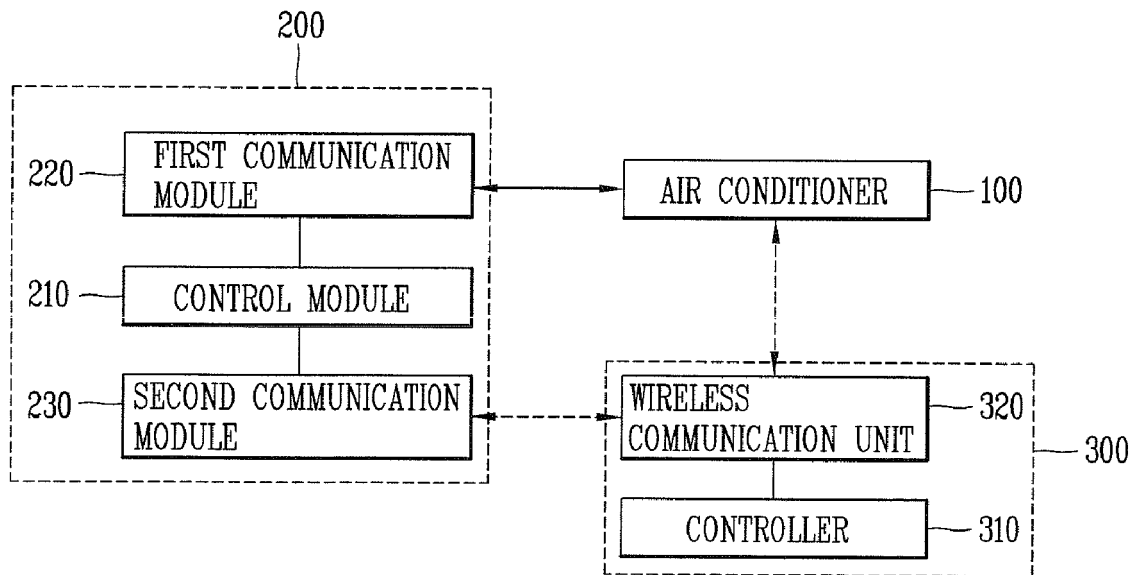 200
220
FIRST COMMUNICATION
MODULE
AIR CONDITIONER
100
210
CONTROL MODULE
230
SECOND COMMUNICATION
MODULE
WIRELESS
COMMUNICATION UNIT
320
300
CONTROLLER
310